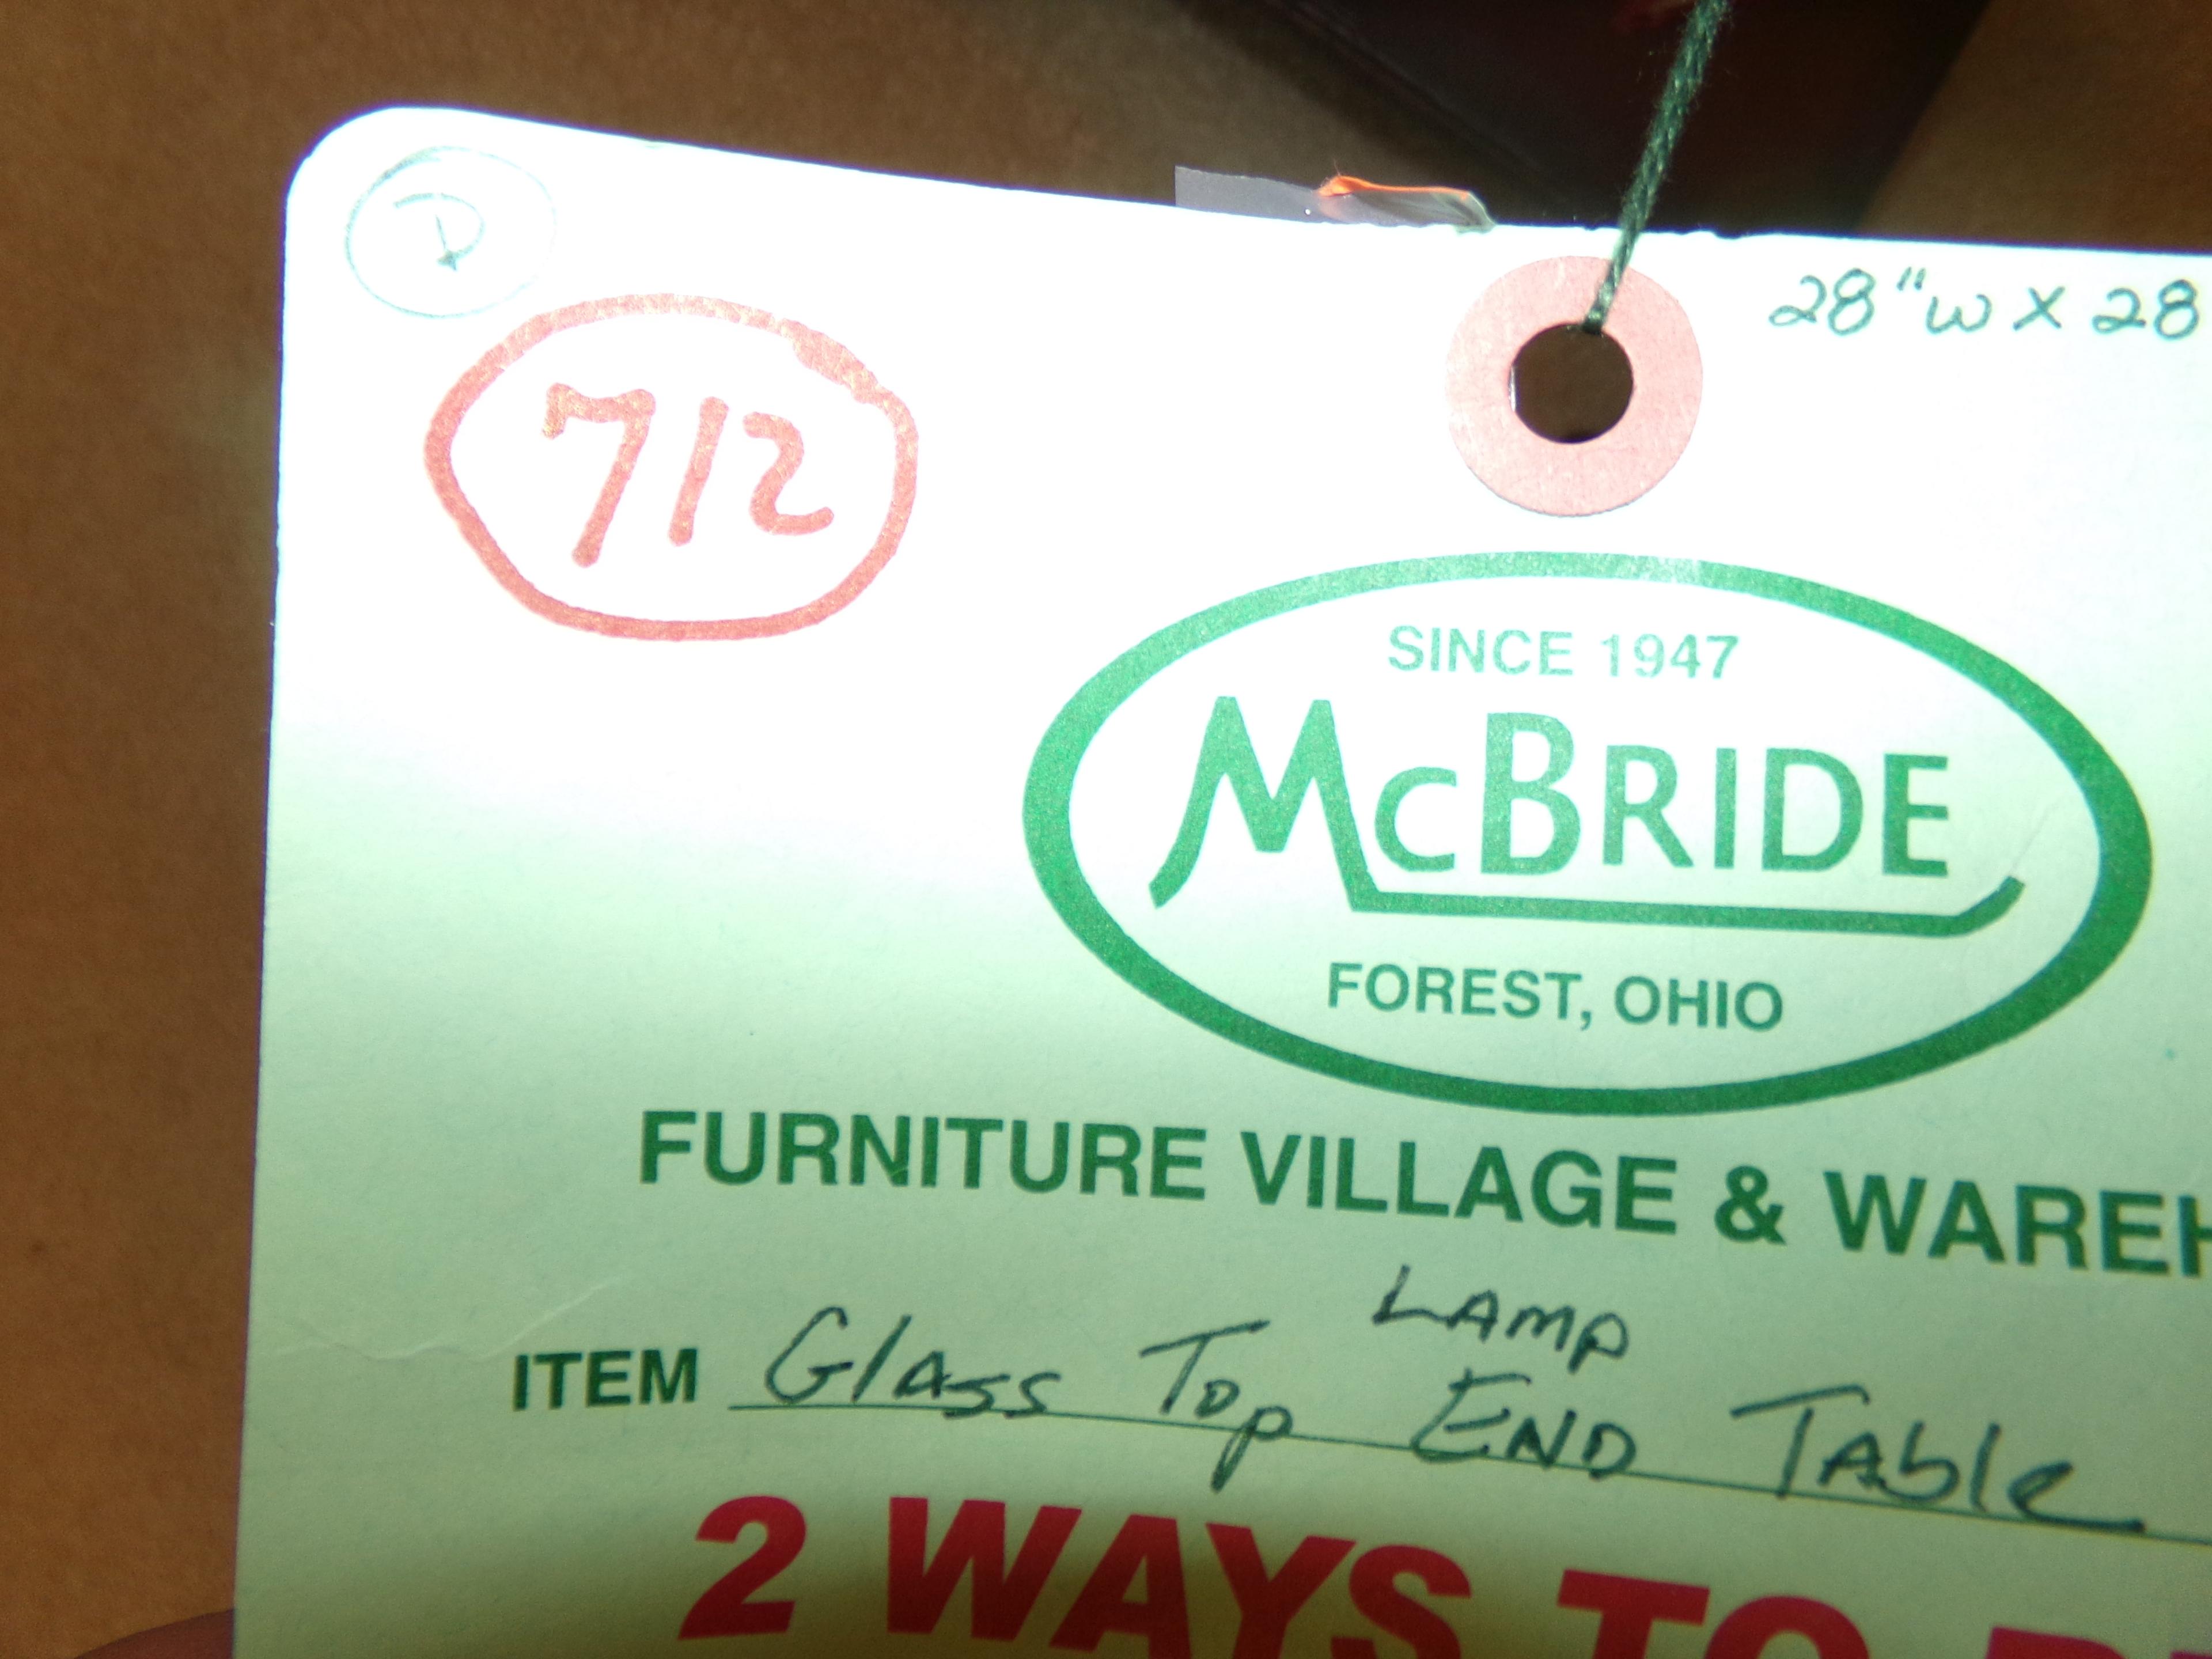 D
712
28"W X 28
SINCE 1947
McBRIDE
FOREST, OHIO
FURNITURE VILLAGE & WAREH
LAMP
ITEM Glass Top END TAble
2 WAYS TO